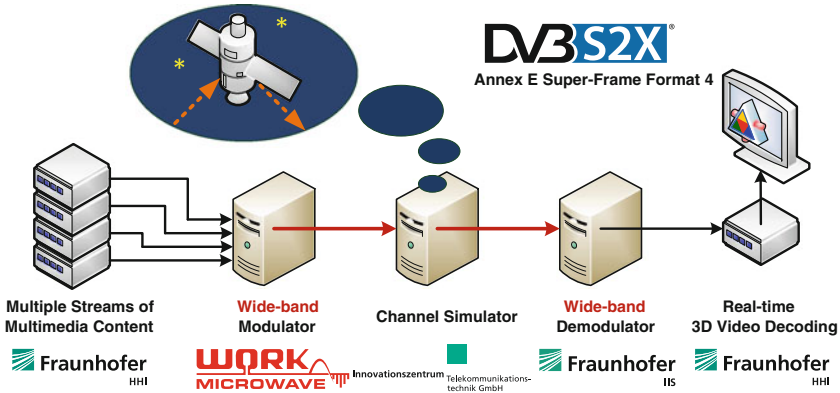 DVB S2X®
Annex E Super-Frame Format 4
Multiple Streams of
Multimedia Content
Wide-band
Modulator
Channel Simulator
Wide-band
Demodulator
Real-time
3D Video Decoding
Fraunhofer
HHI
WORK
MICROWAVE
Innovationszentrum
Telekommunikations-
technik GmbH
Fraunhofer
IIS
Fraunhofer
HHI